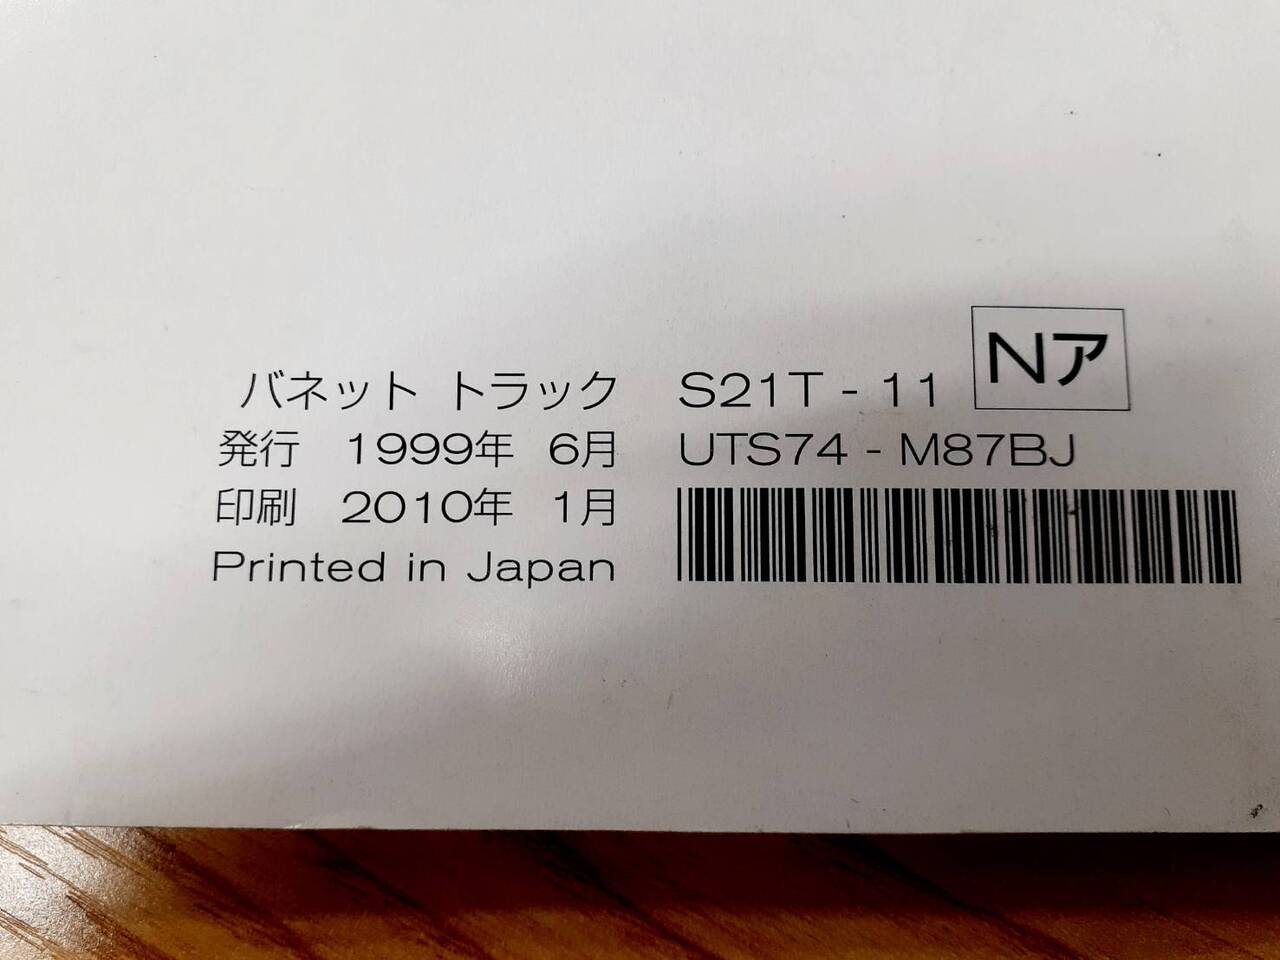 バネット トラック S21T - 11 Nア
発行 1999年 6月 UTS74 - M87BJ
印刷 2010年 1月
Printed in Japan